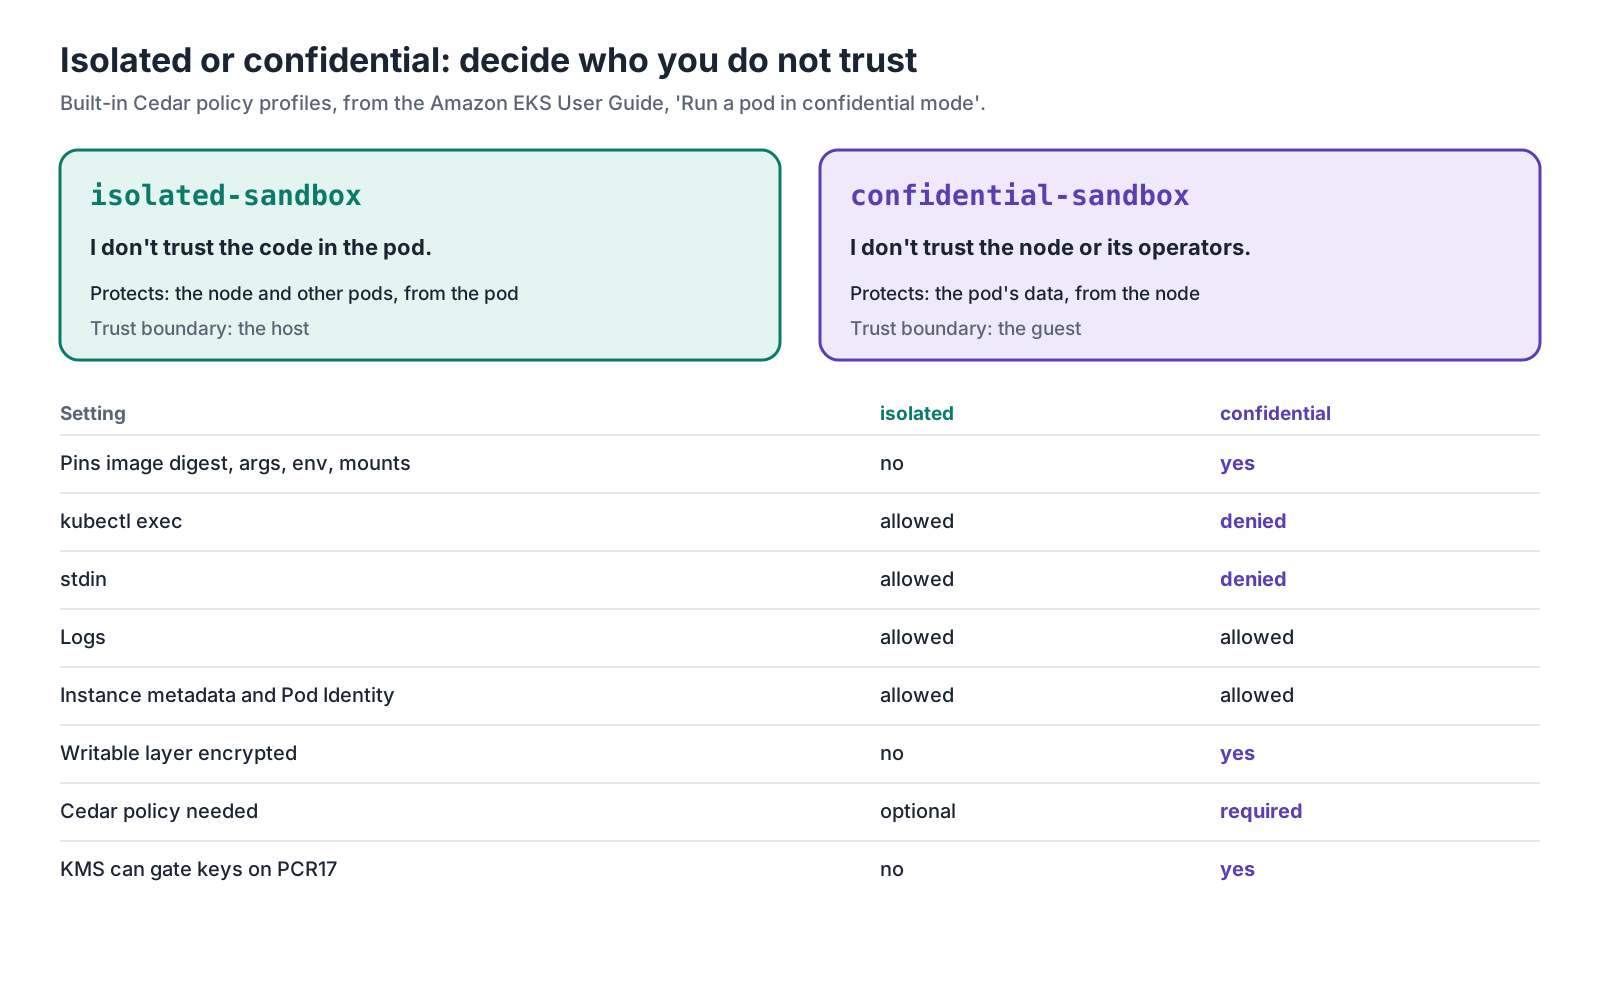 Isolated or confidential: decide who you do not trust
Built-in Cedar policy profiles, from the Amazon EKS User Guide, 'Run a pod in confidential mode'.
isolated-sandbox
I don't trust the code in the pod.
Protects: the node and other pods, from the pod
Trust boundary: the host
confidential-sandbox
I don't trust the node or its operators.
Protects: the pod's data, from the node
Trust boundary: the guest
Setting isolated confidential
Pins image digest, args, env, mounts no yes
kubectl exec allowed denied
stdin allowed denied
Logs allowed allowed
Instance metadata and Pod Identity allowed allowed
Writable layer encrypted no yes
Cedar policy needed optional required
KMS can gate keys on PCR17 no yes